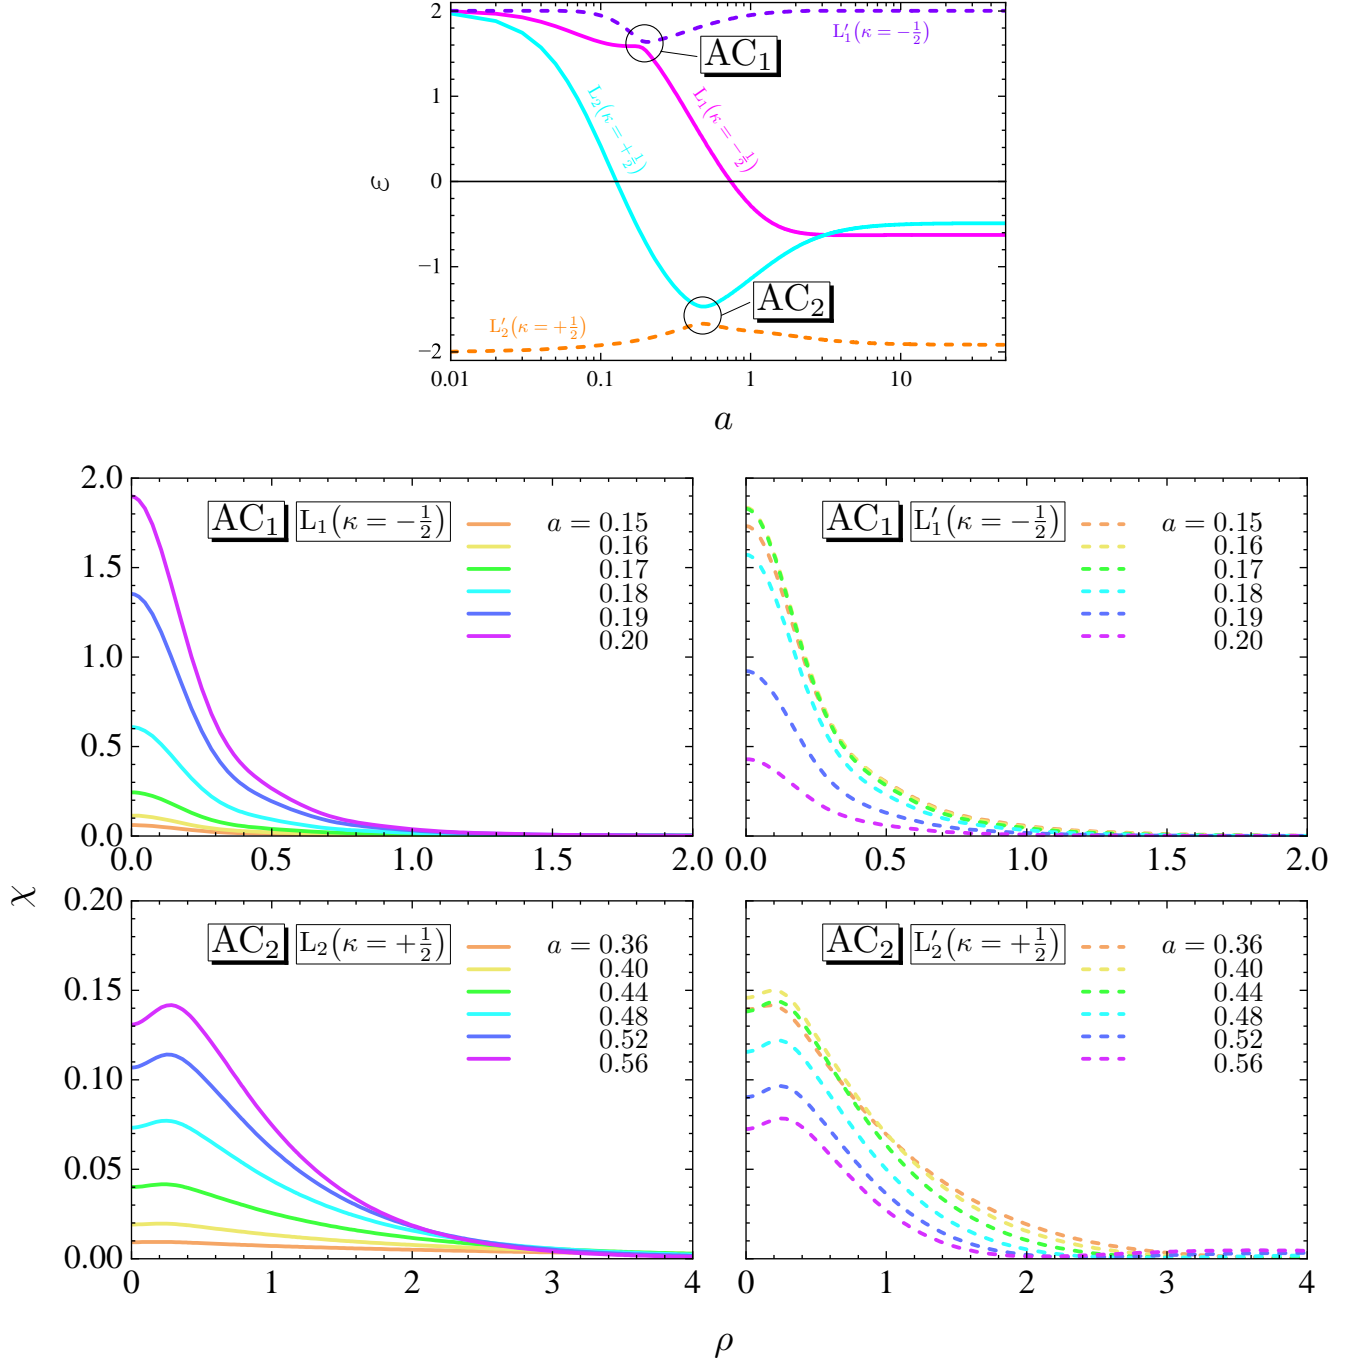 2
1
0
−1
−2
ε
0.01 0.1 1 10
a
L′₁(κ = −½)
AC₁
L₂(κ = +½)
L₁(κ = −½)
AC₂
L′₂(κ = +½)
2.0
1.5
1.0
0.5
0.0
AC₁ L₁(κ = −½)
a = 0.15
0.16
0.17
0.18
0.19
0.20
0.0 0.5 1.0 1.5 2.0
AC₁ L′₁(κ = −½)
a = 0.15
0.16
0.17
0.18
0.19
0.20
0.0 0.5 1.0 1.5 2.0
χ
0.20
0.15
0.10
0.05
0.00
AC₂ L₂(κ = +½)
a = 0.36
0.40
0.44
0.48
0.52
0.56
0 1 2 3 4
AC₂ L′₂(κ = +½)
a = 0.36
0.40
0.44
0.48
0.52
0.56
0 1 2 3 4
ρ